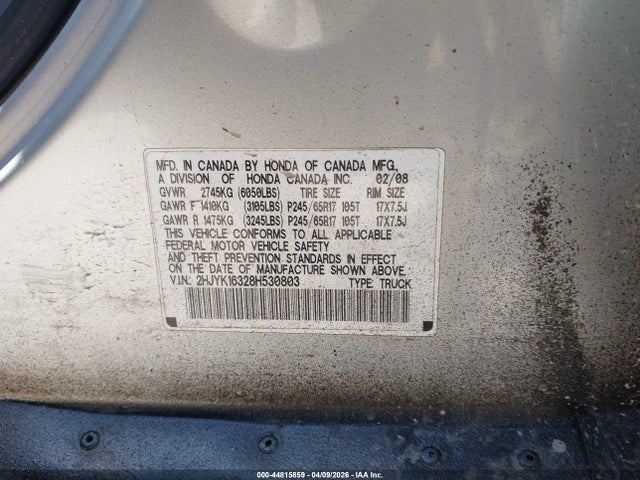 MFD. IN CANADA BY HONDA OF CANADA MFG.
A DIVISION OF HONDA CANADA INC. 02/08
GVWR 2745KG (6050LBS) TIRE SIZE RIM SIZE
GAWR F 1410KG (3105LBS) P245/65R17 105T 17X7.5J
GAWR R 1475KG (3245LBS) P245/65R17 105T 17X7.5J
THIS VEHICLE CONFORMS TO ALL APPLICABLE
FEDERAL MOTOR VEHICLE SAFETY
AND THEFT PREVENTION STANDARDS IN EFFECT
ON THE DATE OF MANUFACTURE SHOWN ABOVE.
V.I.N.: 2HJYK16328H530803 TYPE: TRUCK
000-44815859 | 04/09/2026 | IAA Inc.